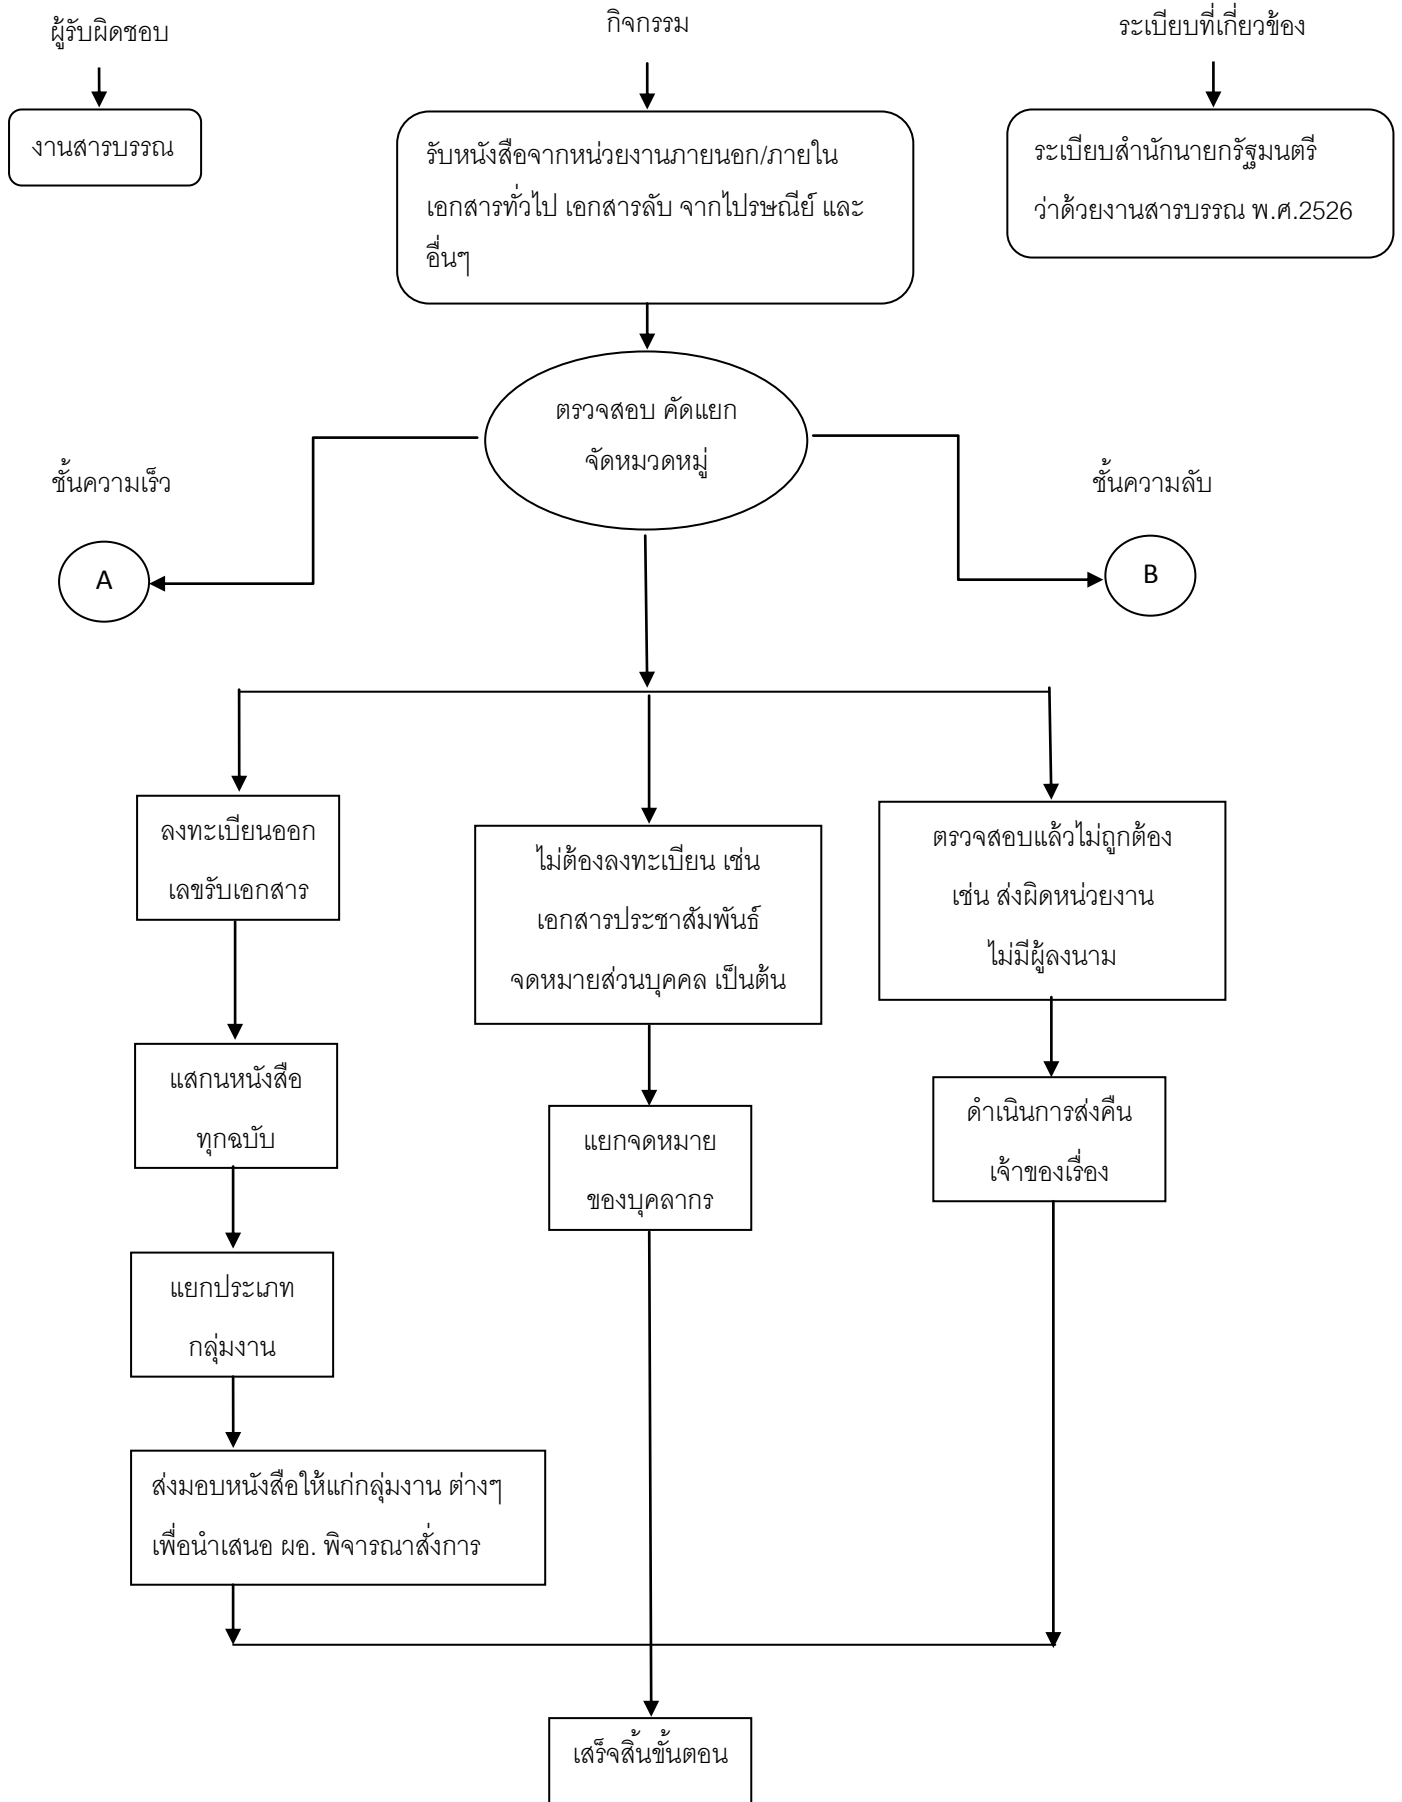 ผู้รับผิดชอบ
กิจกรรม
ระเบียบที่เกี่ยวข้อง
งานสารบรรณ
รับหนังสือจากหน่วยงานภายนอก/ภายใน
เอกสารทั่วไป เอกสารลับ จากไปรษณีย์ และ
อื่นๆ
ระเบียบสำนักนายกรัฐมนตรี
ว่าด้วยงานสารบรรณ พ.ศ.2526
ตรวจสอบ คัดแยก
จัดหมวดหมู่
ชั้นความเร็ว
ชั้นความลับ
A
B
ลงทะเบียนออก
เลขรับเอกสาร
ไม่ต้องลงทะเบียน เช่น
เอกสารประชาสัมพันธ์
จดหมายส่วนบุคคล เป็นต้น
ตรวจสอบแล้วไม่ถูกต้อง
เช่น ส่งผิดหน่วยงาน
ไม่มีผู้ลงนาม
แสกนหนังสือ
ทุกฉบับ
แยกจดหมาย
ของบุคลากร
ดำเนินการส่งคืน
เจ้าของเรื่อง
แยกประเภท
กลุ่มงาน
ส่งมอบหนังสือให้แก่กลุ่มงาน ต่างๆ
เพื่อนำเสนอ ผอ. พิจารณาสั่งการ
เสร็จสิ้นขั้นตอน